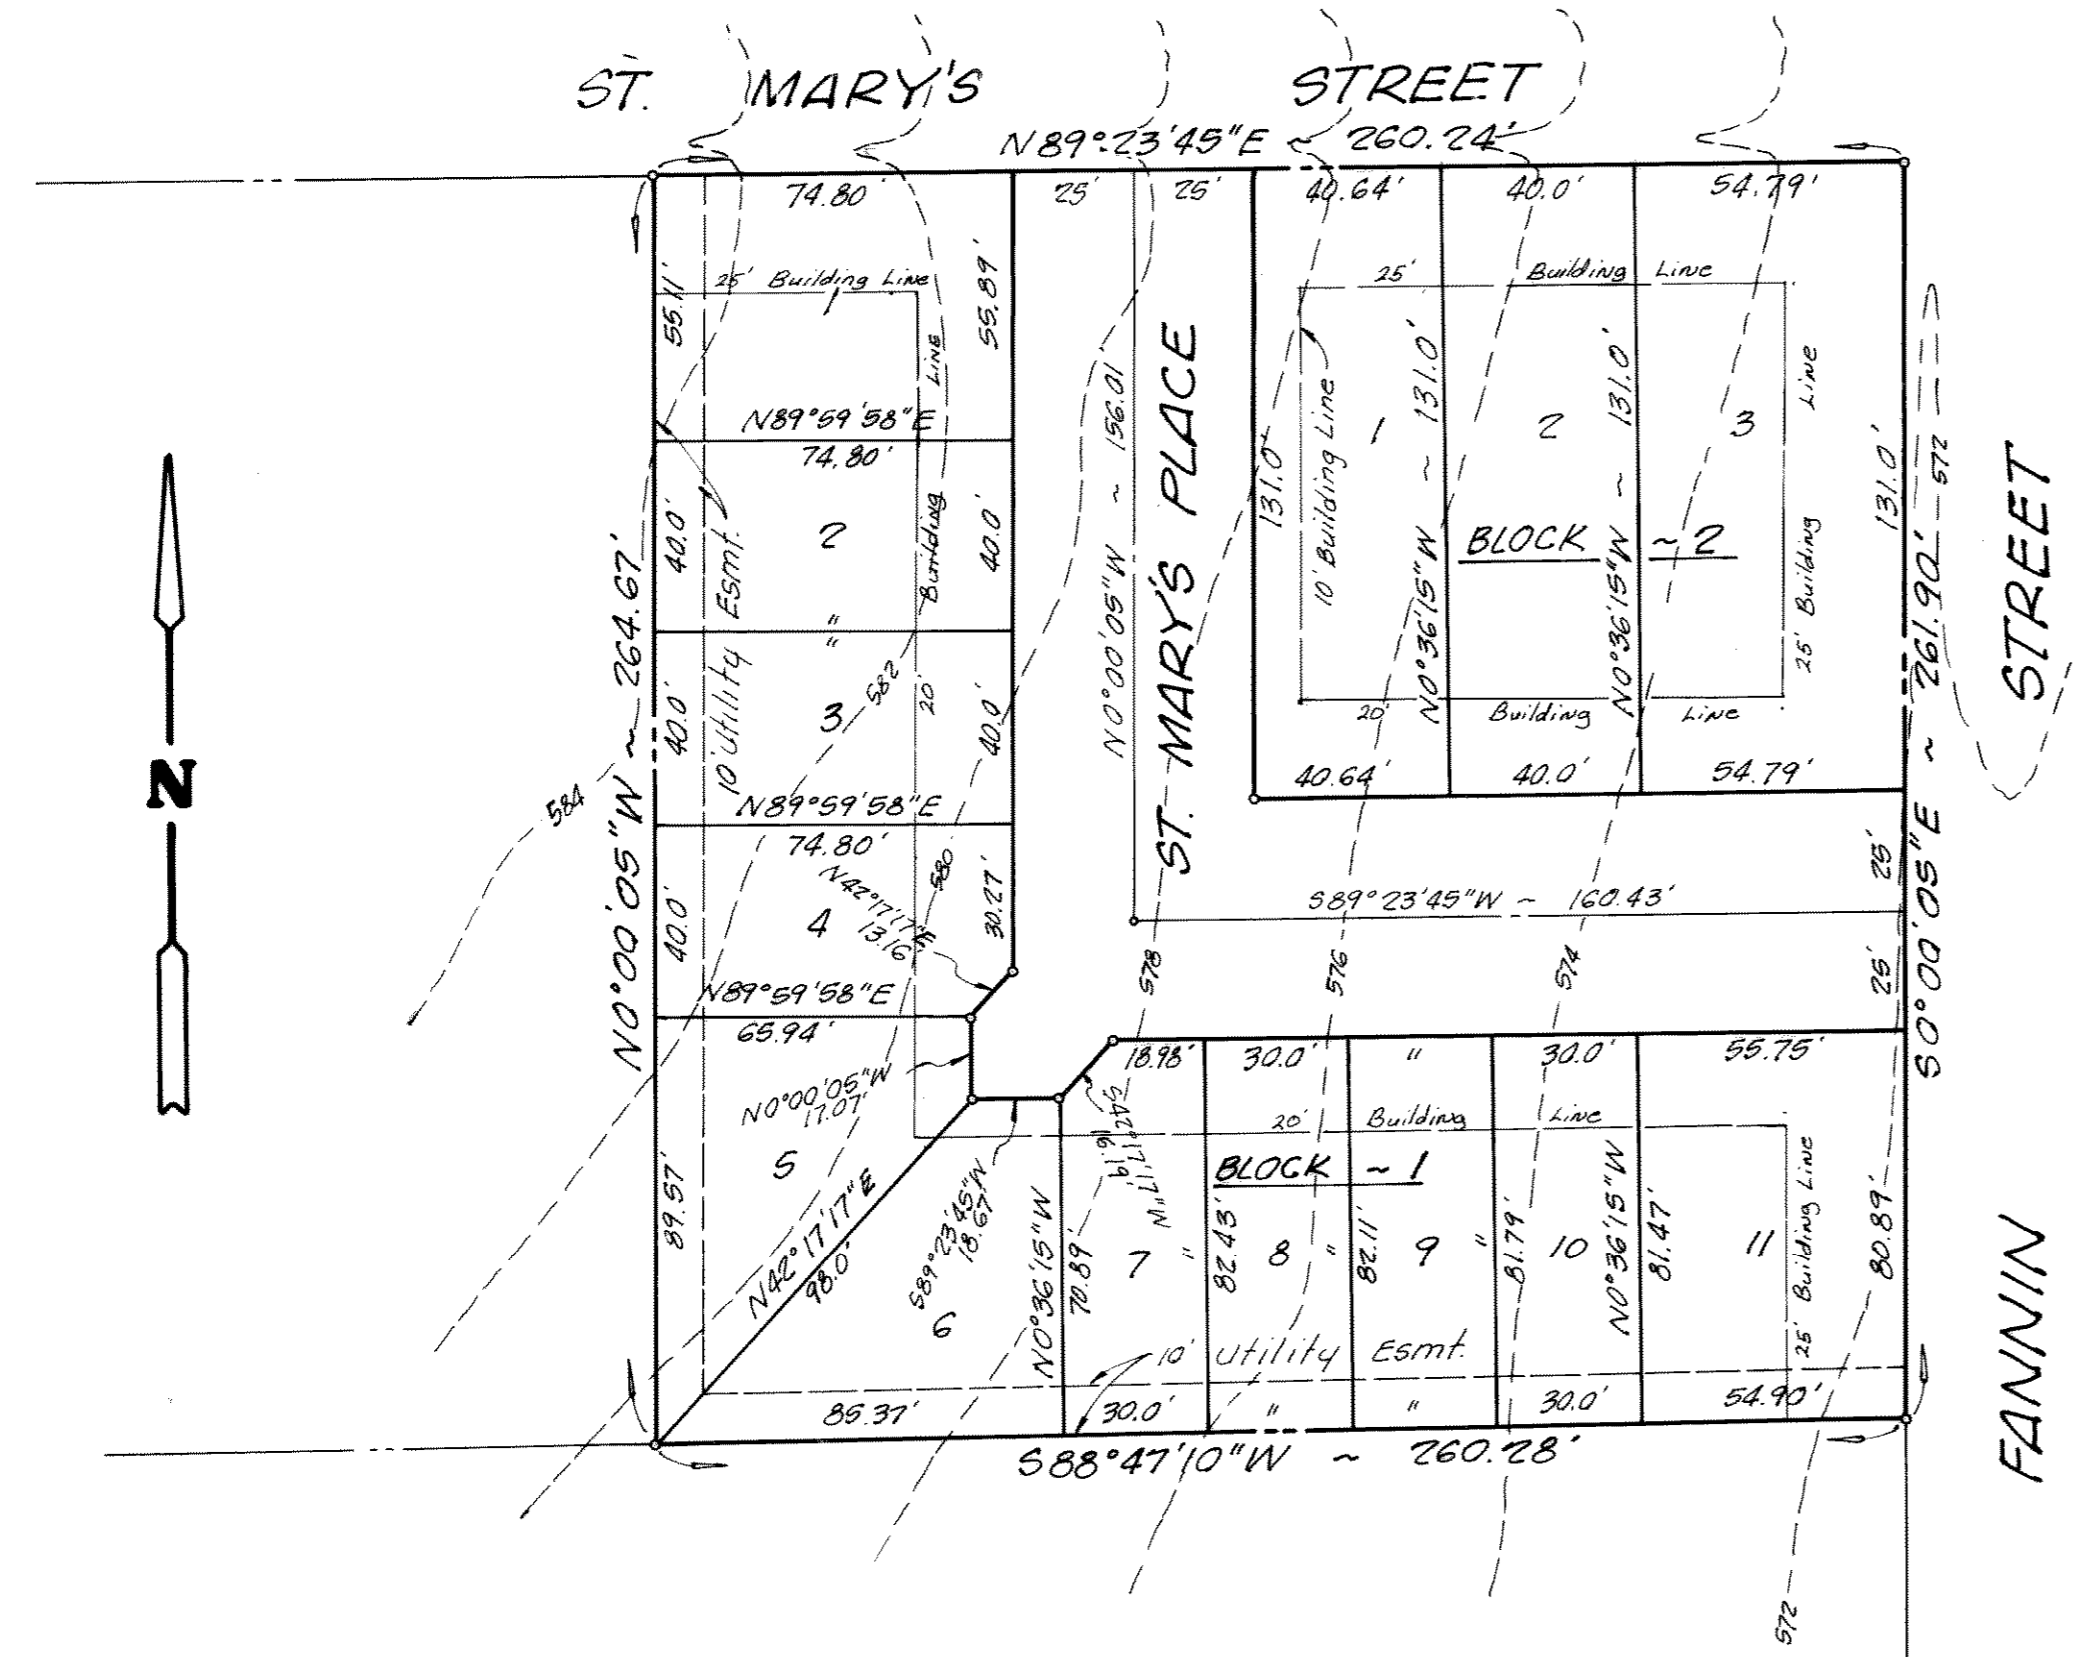 ST. MARY'S STREET
N89°23'45"E ~ 260.24'
74.80'
25'
25'
40.64'
40.0'
54.79'
55.11'
25' Building Line
1
55.89'
N89°59'58"E
74.80'
40.0'
2
40.0'
"
"
40.0'
3
40.0'
N89°59'58"E
74.80'
40.0'
4
30.27'
N42°17'17"E
13.16'
N89°59'58"E
65.94'
N0°00'05"W
17.07'
5
89.57'
N42°17'17"E
98.0'
10' Utility Esmt.
20' Building Line
N0°00'05"W ~ 264.67'
584
582
580
N
N0°00'05"W ~ 156.01'
ST. MARY'S PLACE
131.0'
25' Building Line
10' Building Line
1
N0°36'15"W ~ 131.0'
2
N0°36'15"W ~ 131.0'
3
BLOCK ~ 2
25' Building Line
131.0'
20' Building Line
40.64'
40.0'
54.79'
S89°23'45"W ~ 160.43'
25'
25'
578
576
574
572
S0°00'05"E ~ 261.90'
FANNIN STREET
18.98'
30.0'
"
30.0'
55.75'
S42°17'17"W
16.19'
20' Building Line
BLOCK ~ 1
S89°23'45"W
18.67'
6
N0°36'15"W
70.89'
7
"
82.43'
8
"
82.11'
9
"
81.79'
10
N0°36'15"W
81.47'
11
25' Building Line
80.89'
10' Utility Esmt.
85.37'
30.0'
"
"
30.0'
54.90'
S88°47'10"W ~ 260.28'
572